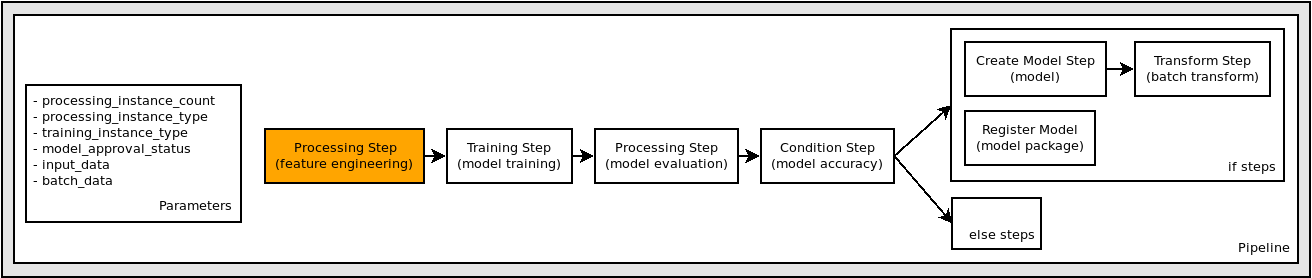 - processing_instance_count
- processing_instance_type
- training_instance_type
- model_approval_status
- input_data
- batch_data
Parameters
Processing Step
(feature engineering)
Training Step
(model training)
Processing Step
(model evaluation)
Condition Step
(model accuracy)
Create Model Step
(model)
Transform Step
(batch transform)
Register Model
(model package)
if steps
else steps
Pipeline